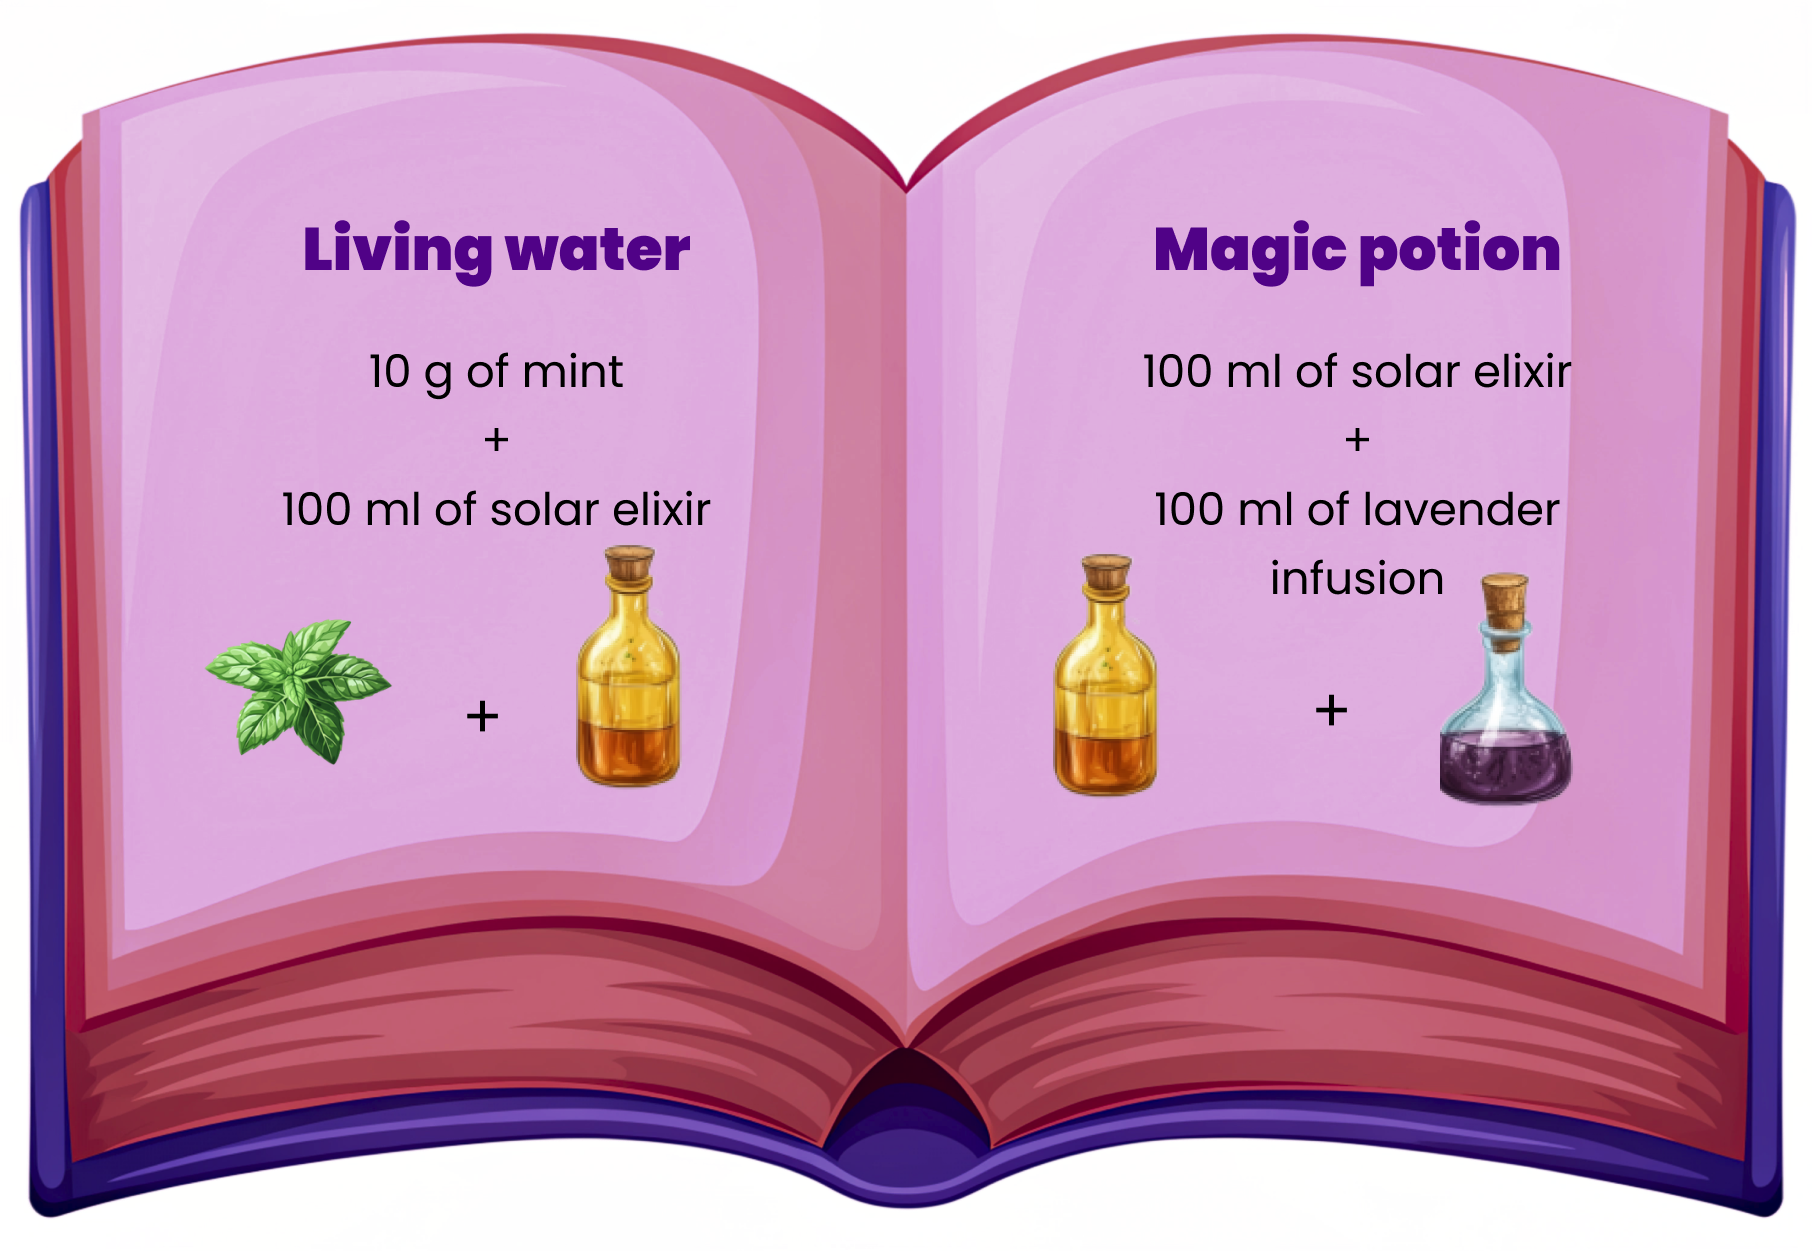 Living water
10 g of mint
+
100 ml of solar elixir
+
Magic potion
100 ml of solar elixir
+
100 ml of lavender
infusion
+